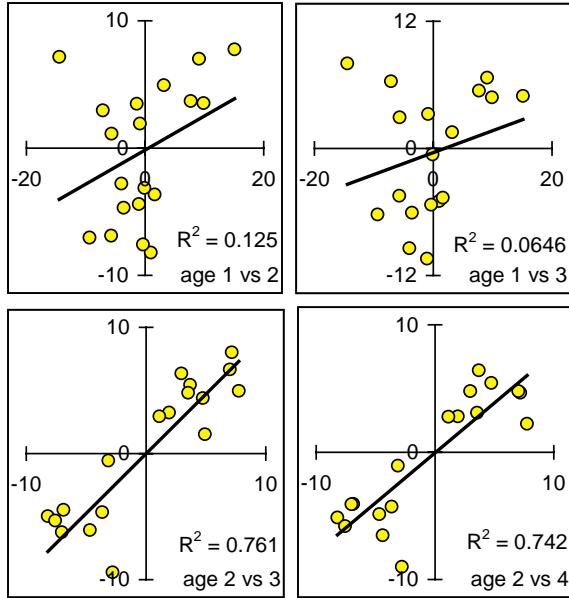 10
0
-20
20
R² = 0.125
-10
age 1 vs 2
12
0
-20
20
R² = 0.0646
-12
age 1 vs 3
10
0
-10
10
R² = 0.761
-10
age 2 vs 3
10
0
-10
10
R² = 0.742
-10
age 2 vs 4